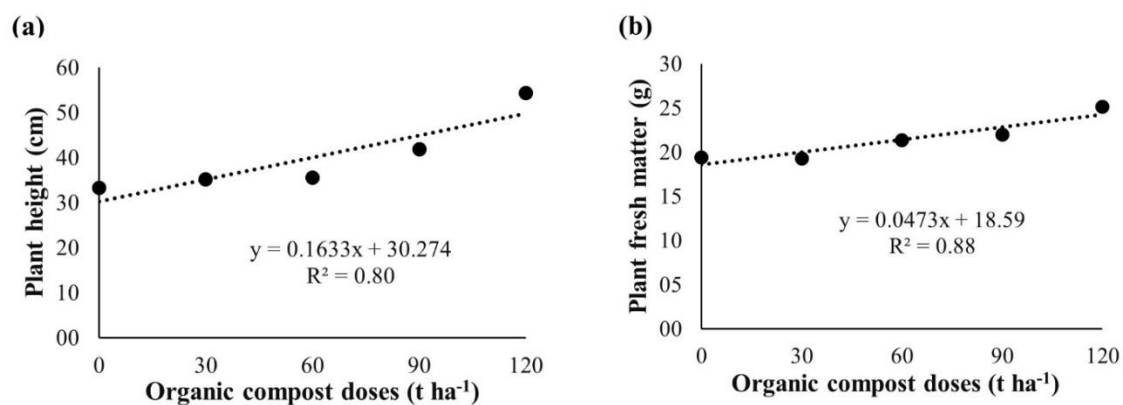 (a)
Plant height (cm)
60
50
40
30
20
10
00
y = 0.1633x + 30.274
R² = 0.80
0 30 60 90 120
Organic compost doses (t ha⁻¹)
(b)
Plant fresh matter (g)
30
25
20
15
10
05
00
y = 0.0473x + 18.59
R² = 0.88
0 30 60 90 120
Organic compost doses (t ha⁻¹)